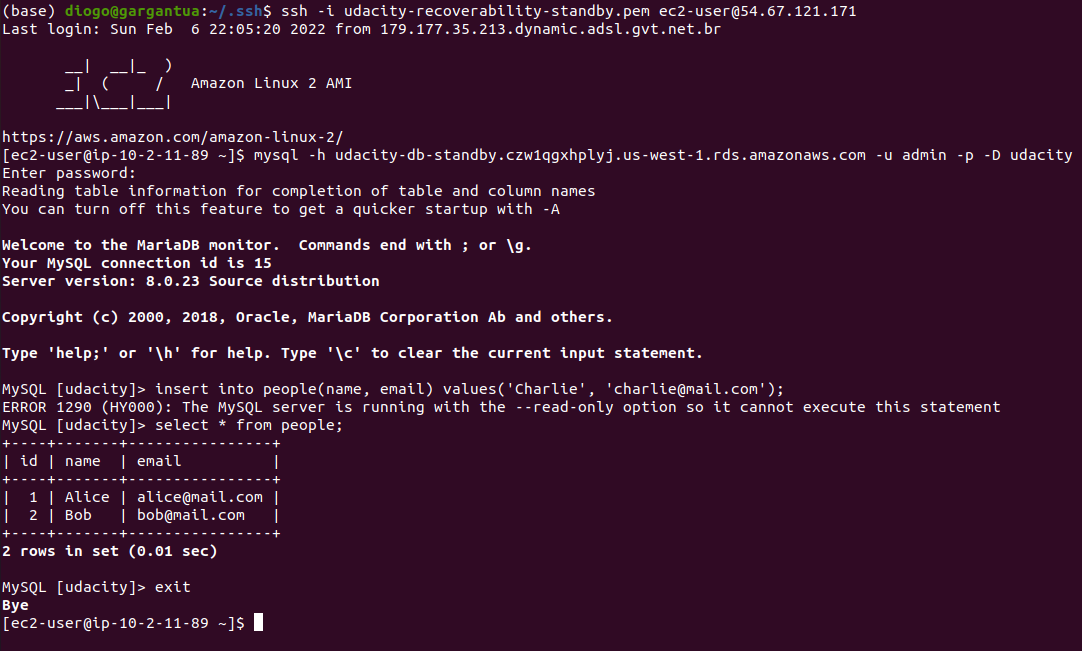 (base) diogo@gargantua:~/.ssh$ ssh -i udacity-recoverability-standby.pem ec2-user@54.67.121.171
Last login: Sun Feb  6 22:05:20 2022 from 179.177.35.213.dynamic.adsl.gvt.net.br

       __|  __|_  )
       _|  (     /   Amazon Linux 2 AMI
      ___|\___|___|

https://aws.amazon.com/amazon-linux-2/
[ec2-user@ip-10-2-11-89 ~]$ mysql -h udacity-db-standby.czw1qgxhplyj.us-west-1.rds.amazonaws.com -u admin -p -D udacity
Enter password:
Reading table information for completion of table and column names
You can turn off this feature to get a quicker startup with -A

Welcome to the MariaDB monitor.  Commands end with ; or \g.
Your MySQL connection id is 15
Server version: 8.0.23 Source distribution

Copyright (c) 2000, 2018, Oracle, MariaDB Corporation Ab and others.

Type 'help;' or '\h' for help. Type '\c' to clear the current input statement.

MySQL [udacity]> insert into people(name, email) values('Charlie', 'charlie@mail.com');
ERROR 1290 (HY000): The MySQL server is running with the --read-only option so it cannot execute this statement
MySQL [udacity]> select * from people;
+----+-------+----------------+
| id | name  | email          |
+----+-------+----------------+
|  1 | Alice | alice@mail.com |
|  2 | Bob   | bob@mail.com   |
+----+-------+----------------+
2 rows in set (0.01 sec)

MySQL [udacity]> exit
Bye
[ec2-user@ip-10-2-11-89 ~]$